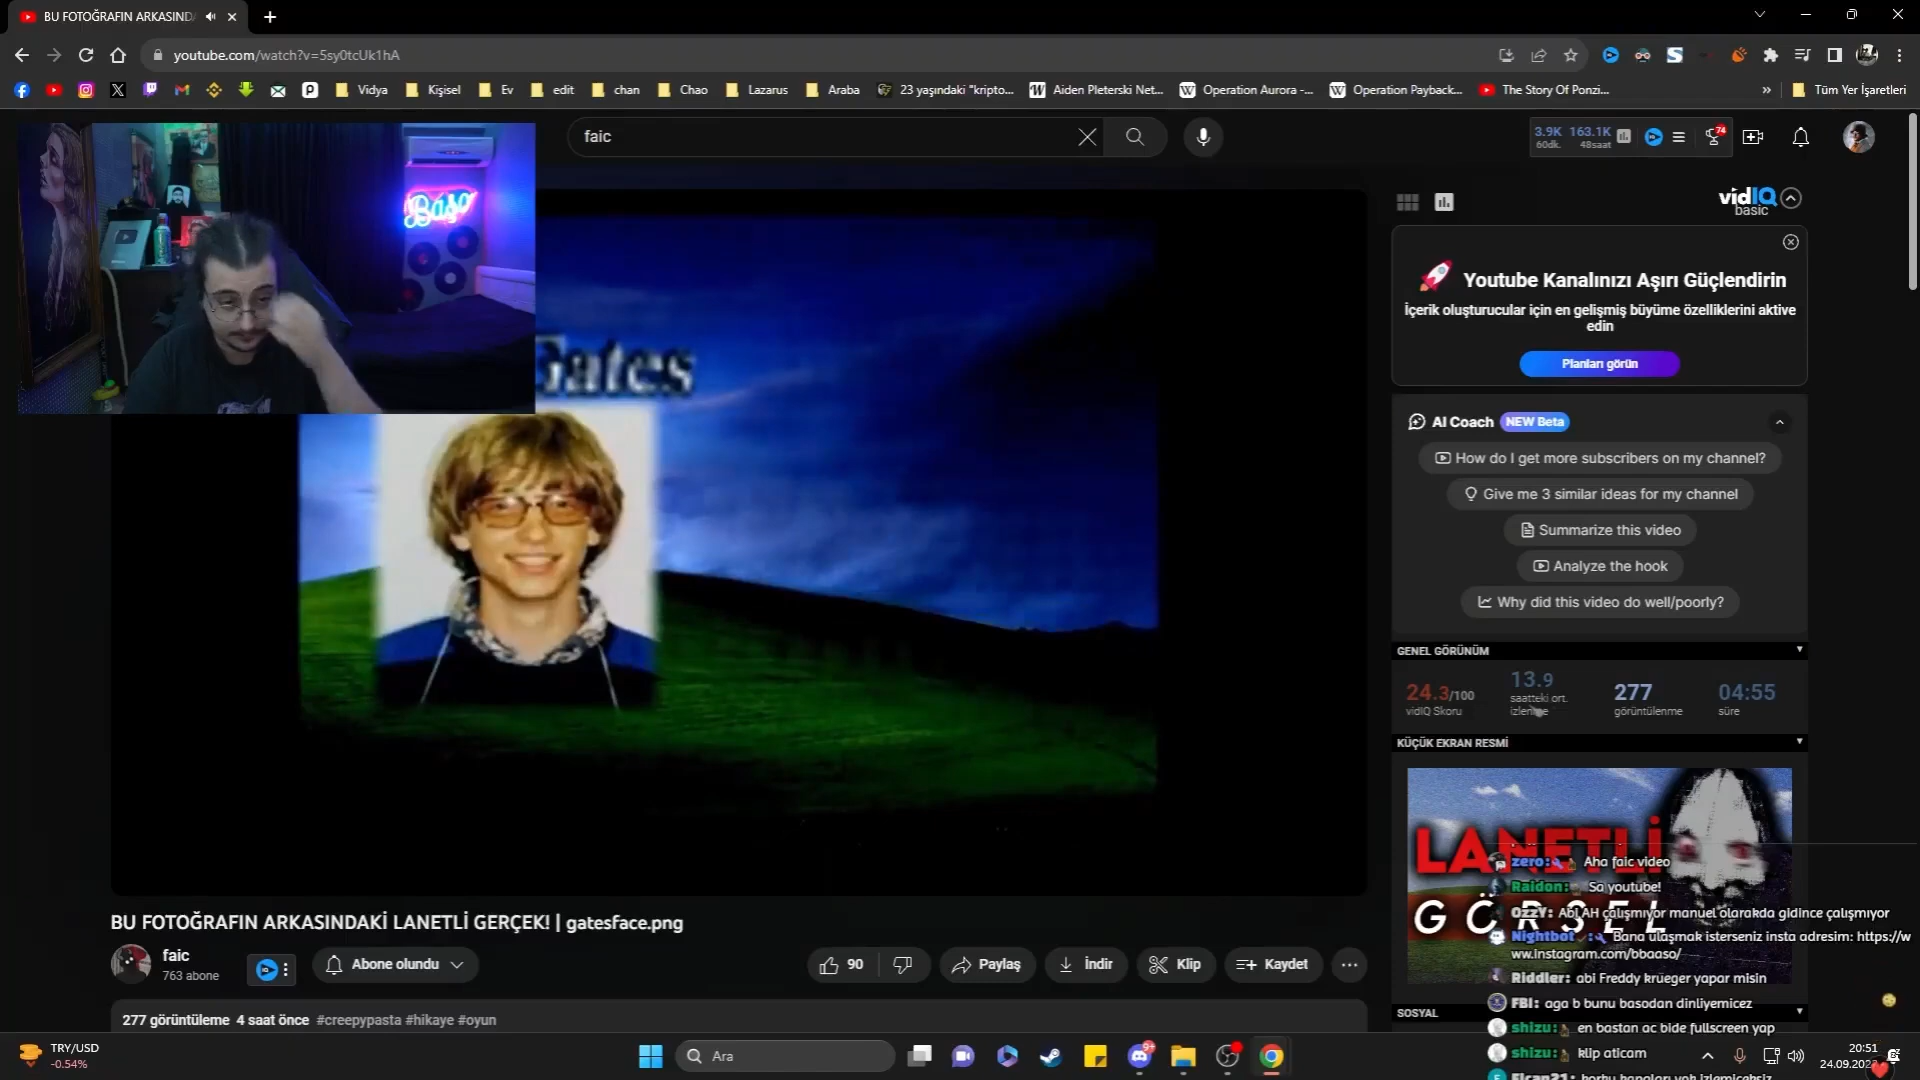 BU FOTOĞRAFIN ARKASIND
youtube.com/watch?v=5sy0tcUk1hA
Vidya
Kişisel
Ev
edit
chan
Chao
Lazarus
Araba
23 yaşındaki "kripto...
Aiden Pleterski Net...
Operation Aurora -...
Operation Payback...
The Story Of Ponzi...
»
Tüm Yer İşaretleri
faic
3.9K 163.1K
60dk. 48saat
74
Başo
Gates
vidIQ
basic
Youtube Kanalınızı Aşırı Güçlendirin
İçerik oluşturucular için en gelişmiş büyüme özelliklerini aktive
edin
Planları görün
AI Coach NEW Beta
How do I get more subscribers on my channel?
Give me 3 similar ideas for my channel
Summarize this video
Analyze the hook
Why did this video do well/poorly?
GENEL GÖRÜNÜM
24.3/100
vidIQ Skoru
13.9
saatteki ort.
izlenme
277
görüntülenme
04:55
süre
KÜÇÜK EKRAN RESMİ
LANETLİ
GÖRSEL
zero: Aha faic video
Raidon: Sa youtube!
OzzY: Abi AH çalışmıyor manuel olarakda gidince çalışmıyor
Nightbot: Bana ulaşmak isterseniz insta adresim: https://w
ww.instagram.com/bbaaso/
Riddler: abi Freddy krueger yapar misin
FBI: aga b bunu basodan dinliyemicez
SOSYAL
shizu: en bastan ac bide fullscreen yap
shizu: klip aticam
BU FOTOĞRAFIN ARKASINDAKİ LANETLİ GERÇEK! | gatesface.png
faic
763 abone
Abone olundu
90
Paylaş
İndir
Klip
Kaydet
277 görüntüleme 4 saat önce #creepypasta #hikaye #oyun
TRY/USD
-0.54%
Ara
9+
20:51